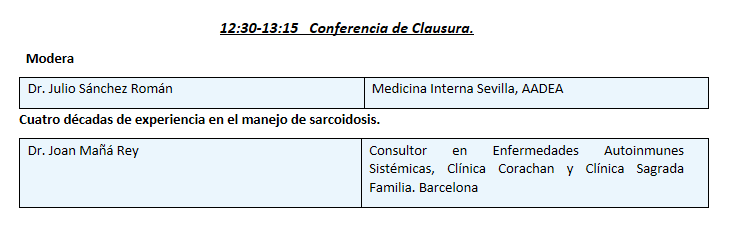 12:30-13:15 Conferencia de Clausura.
Modera
Dr. Julio Sánchez Román
Medicina Interna Sevilla, AADEA
Cuatro décadas de experiencia en el manejo de sarcoidosis.
Dr. Joan Mañá Rey
Consultor en Enfermedades Autoinmunes
Sistémicas, Clínica Corachan y Clínica Sagrada
Familia. Barcelona